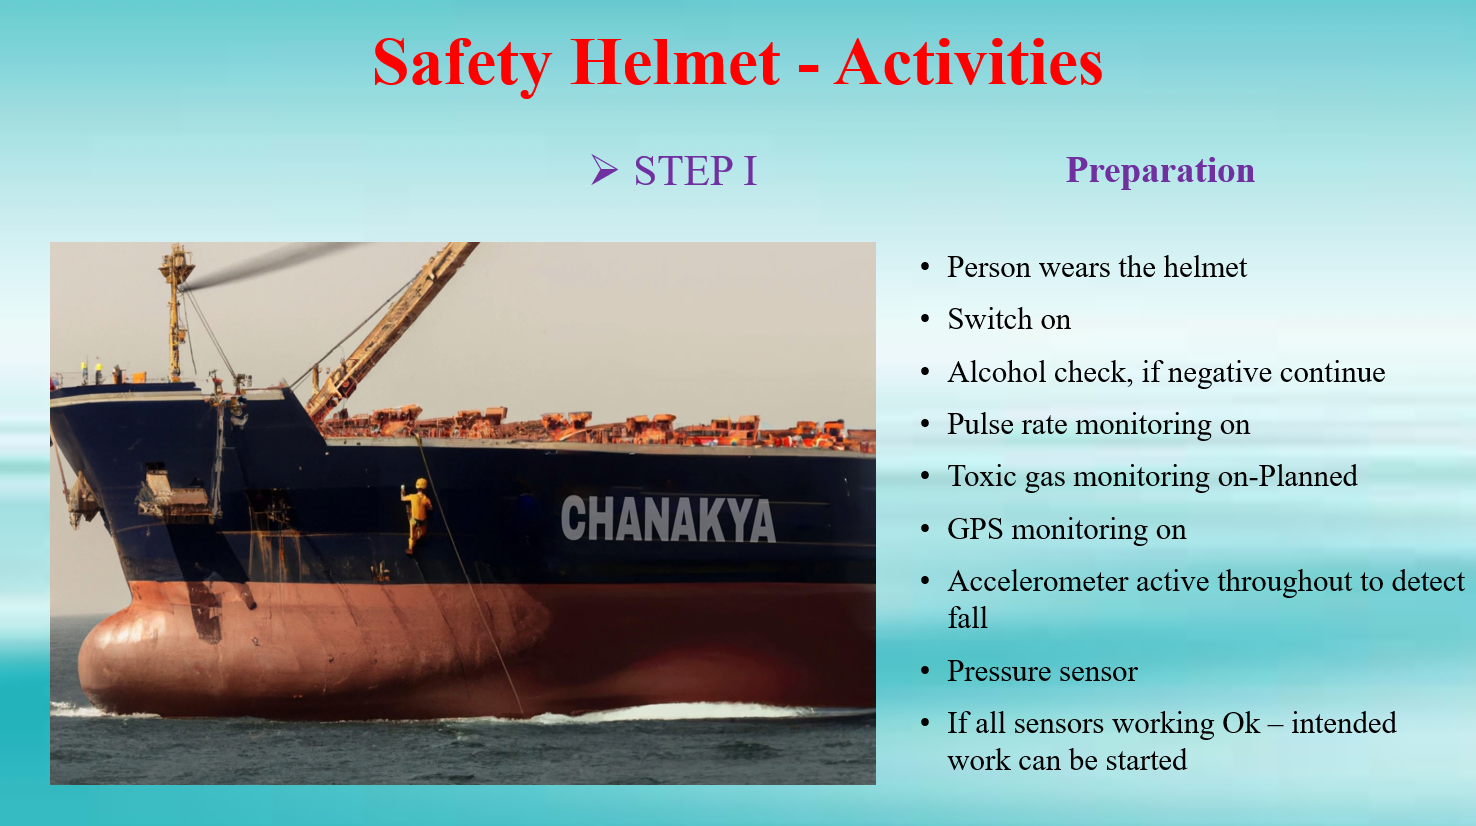 Safety Helmet - Activities
➢ STEP I
Preparation
CHANAKYA
• Person wears the helmet
• Switch on
• Alcohol check, if negative continue
• Pulse rate monitoring on
• Toxic gas monitoring on-Planned
• GPS monitoring on
• Accelerometer active throughout to detect
fall
• Pressure sensor
• If all sensors working Ok – intended
work can be started